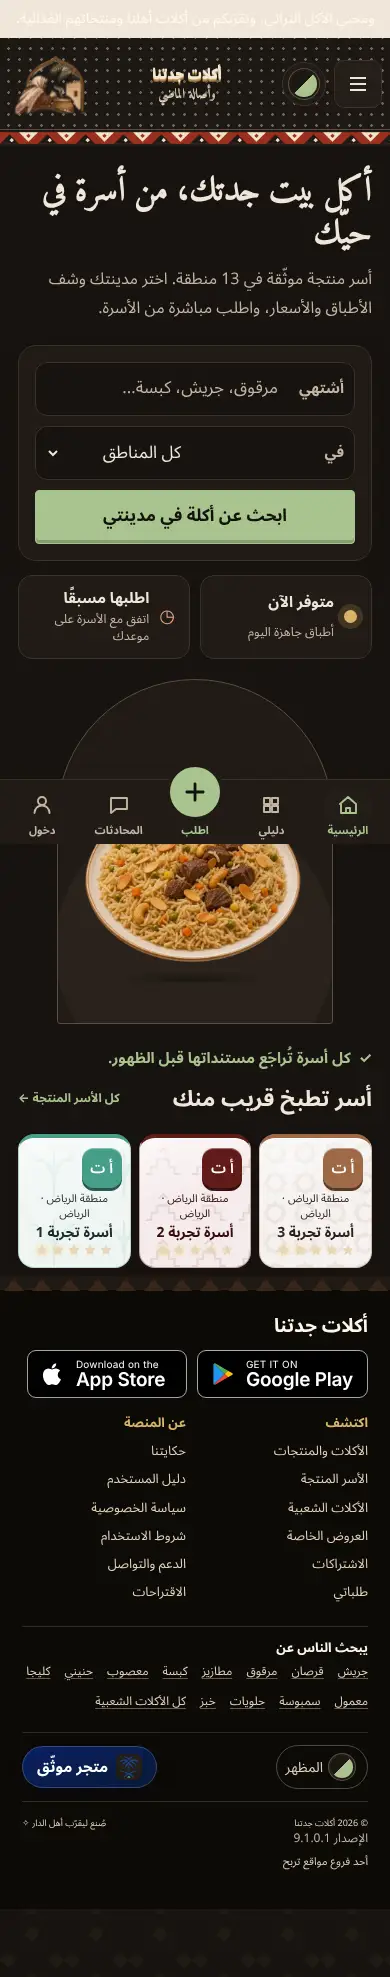 ومضى الأكل التراثي، ونقدّيكم من أكلات أهلنا ومنتجاتهم الغذائية.
أكلات جدتنا
وأصالة الماضي
أكل بيت جدتك، من أسرة في
حيّك
أسر منتجة موثّقة في 13 منطقة. اختر مدينتك وشف
الأطباق والأسعار، واطلب مباشرة من الأسرة.
أشتهي
مرقوق، جريش، كبسة...
في
كل المناطق
ابحث عن أكلة في مدينتي
متوفر الآن
أطباق جاهزة اليوم
اطلبها مسبقًا
اتفق مع الأسرة على
موعدك
الرئيسية
دليلي
اطلب
المحادثات
دخول
✓ كل أسرة تُراجَع مستنداتها قبل الظهور.
أسر تطبخ قريب منك
كل الأسر المنتجة ←
أ ت
منطقة الرياض ·
الرياض
أسرة تجربة 3
أ ت
منطقة الرياض ·
الرياض
أسرة تجربة 2
أ ت
منطقة الرياض ·
الرياض
أسرة تجربة 1
أكلات جدتنا
GET IT ON
Google Play
Download on the
App Store
اكتشف
الأكلات والمنتجات
الأسر المنتجة
الأكلات الشعبية
العروض الخاصة
الاشتراكات
طلباتي
عن المنصة
حكايتنا
دليل المستخدم
سياسة الخصوصية
شروط الاستخدام
الدعم والتواصل
الاقتراحات
يبحث الناس عن
جريش قرصان مرقوق مطازيز كبسة معصوب حنيني كليجا
معمول سمبوسة حلويات خبز كل الأكلات الشعبية
المظهر
متجر موثّق
© 2026 أكلات جدتنا
الإصدار 9.1.0.1
أحد فروع مواقع تربح
صُنع ليقرّب أهل الدار ✧